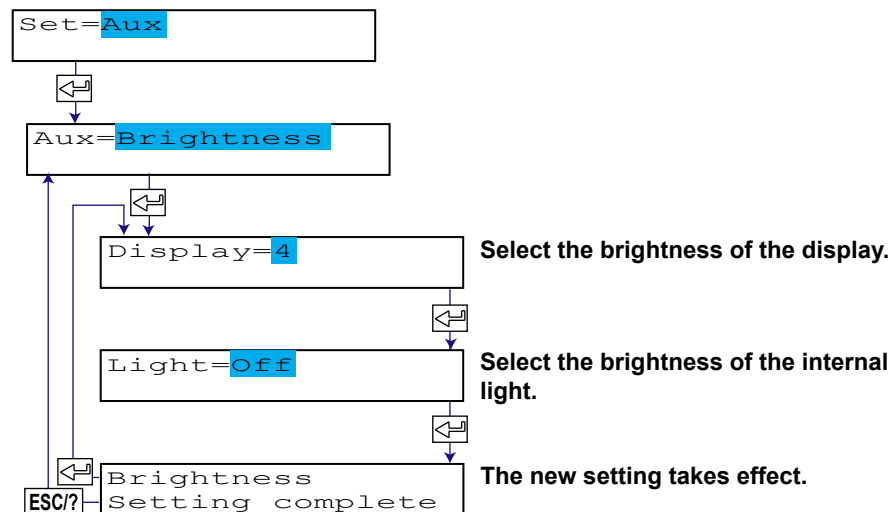 Set=Aux
Aux=Brightness
Display=4
Select the brightness of the display.
Light=Off
Select the brightness of the internal
light.
Brightness
Setting complete
The new setting takes effect.
ESC/?